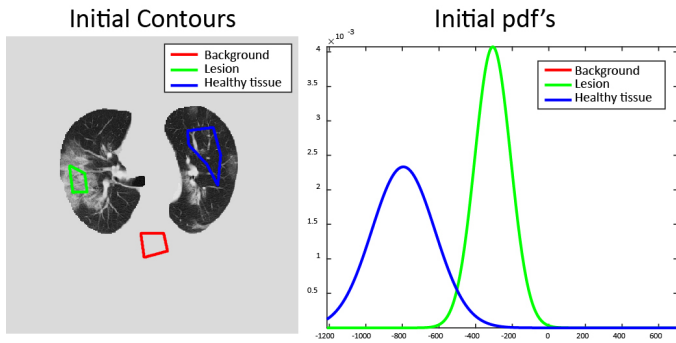 Initial Contours
Background
Lesion
Healthy tissue
Initial pdf's
×10 -3
4
3.5
3
2.5
2
1.5
1
0.5
-1200 -1000 -800 -600 -400 -200 0 200 400 600
Background
Lesion
Healthy tissue